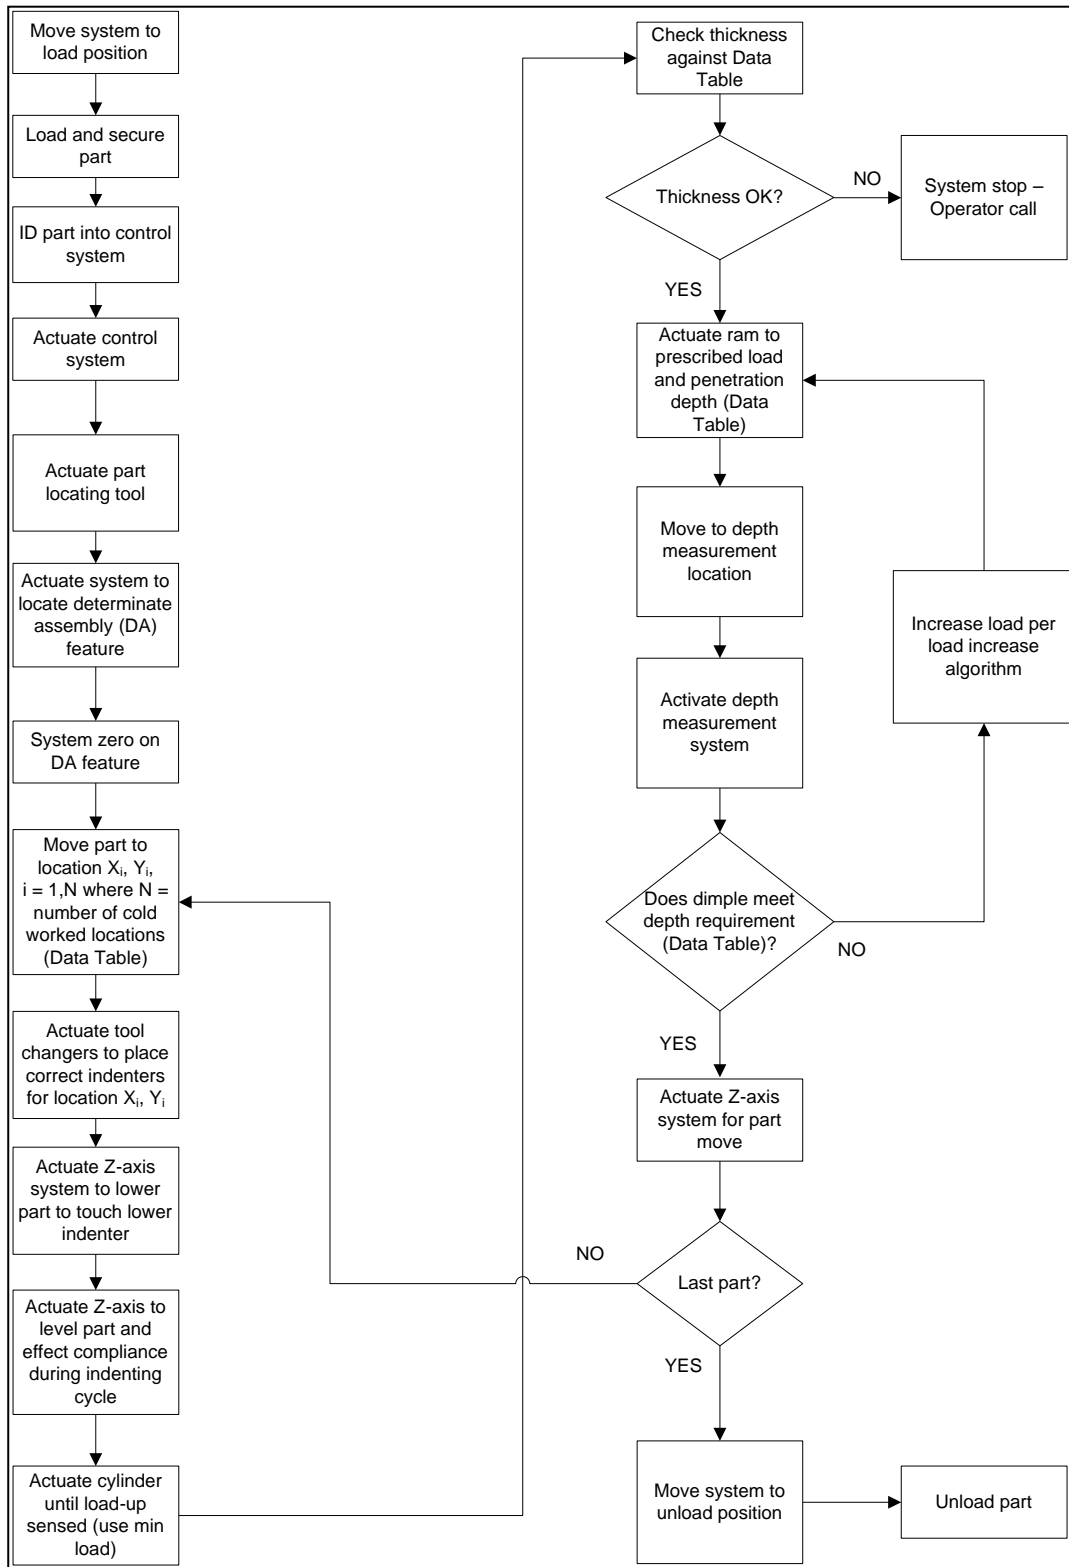 Move system to
load position
Load and secure
part
ID part into control
system
Actuate control
system
Actuate part
locating tool
Actuate system to
locate determinate
assembly (DA)
feature
System zero on
DA feature
Move part to
location Xᵢ, Yᵢ,
i = 1,N where N =
number of cold
worked locations
(Data Table)
Actuate tool
changers to place
correct indenters
for location Xᵢ, Yᵢ
Actuate Z-axis
system to lower
part to touch lower
indenter
Actuate Z-axis to
level part and
effect compliance
during indenting
cycle
Actuate cylinder
until load-up
sensed (use min
load)
Check thickness
against Data
Table
Thickness OK?
NO
System stop –
Operator call
YES
Actuate ram to
prescribed load
and penetration
depth (Data
Table)
Move to depth
measurement
location
Activate depth
measurement
system
Increase load per
load increase
algorithm
Does dimple meet
depth requirement
(Data Table)?
NO
YES
Actuate Z-axis
system for part
move
NO
Last part?
YES
Move system to
unload position
Unload part